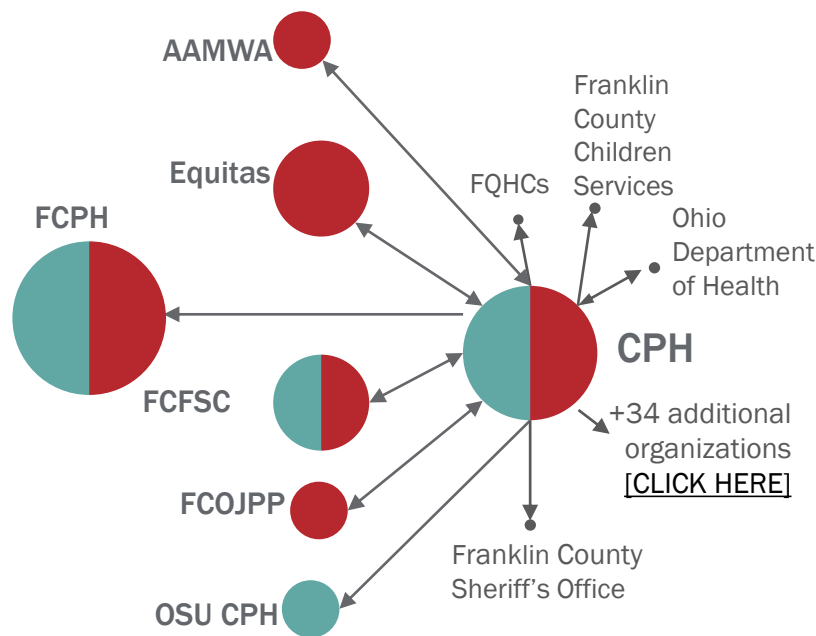 AAMWA
Equitas
FCPH
FCFSC
FCOJPP
OSU CPH
FQHCs
Franklin
County
Children
Services
Ohio
Department
of Health
CPH
+34 additional
organizations
[CLICK HERE]
Franklin County
Sheriff's Office